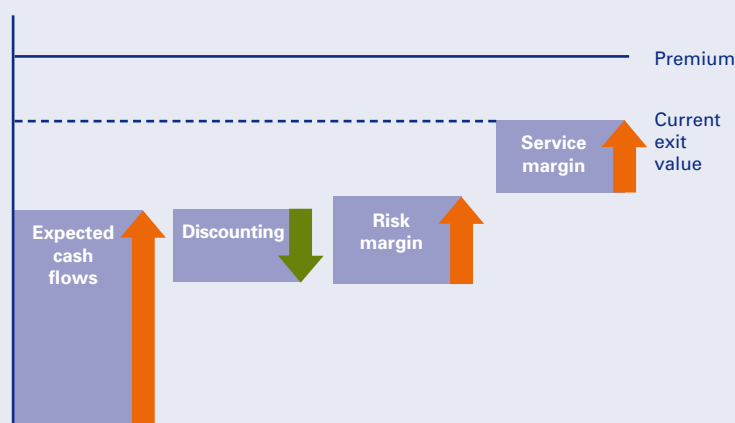 Premium
Current
exit
value
Service
margin
Risk
margin
Discounting
Expected
cash
flows